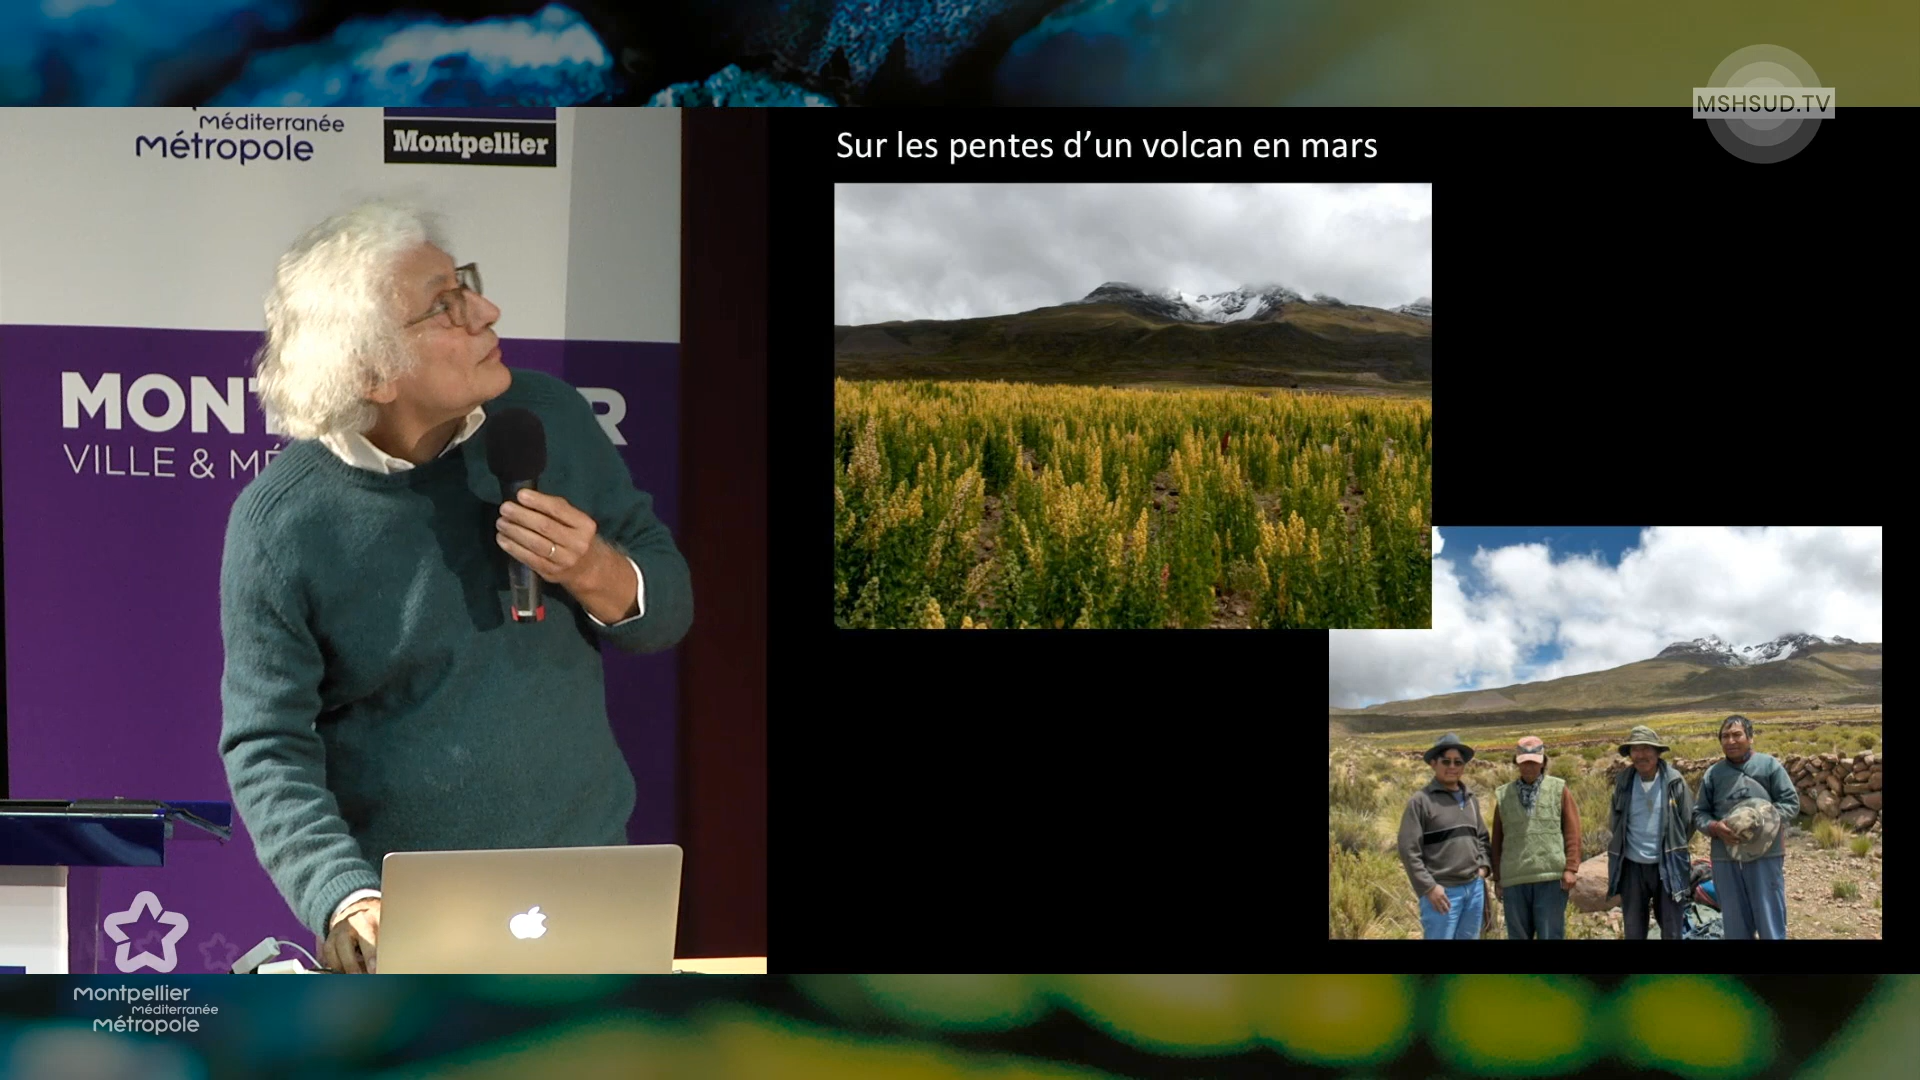 méditerranée
métropole
Montpellier
MONT
R
VILLE & MÉ
Sur les pentes d’un volcan en mars
MSHSUD.TV
montpellier
méditerranée
métropole